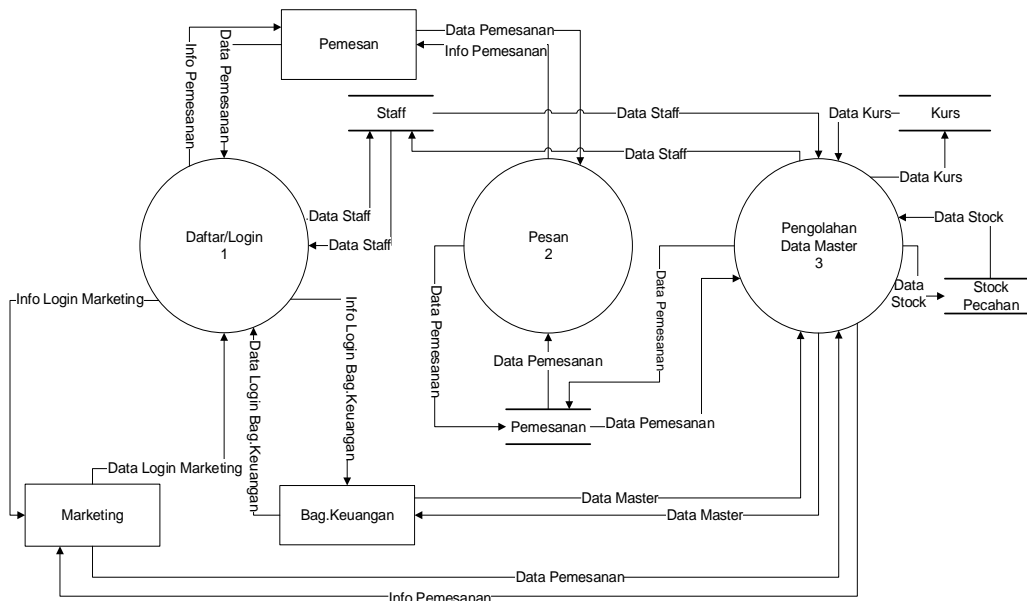 Pemesan
Data Pemesanan
Info Pemesanan
Info Pemesanan
Data Pemesanan
Staff
Data Staff
Data Staff
Data Kurs
Kurs
Data Kurs
Daftar/Login
1
Data Staff
Data Staff
Pesan
2
Pengolahan
Data Master
3
Data Stock
Data
Stock
Stock
Pecahan
Info Login Marketing
Info Login Bag.Keuangan
Data Login Bag.Keuangan
Data Pemesanan
Data Pemesanan
Data Pemesanan
Pemesanan
Data Pemesanan
Data Login Marketing
Marketing
Bag.Keuangan
Data Master
Data Master
Data Pemesanan
Info Pemesanan